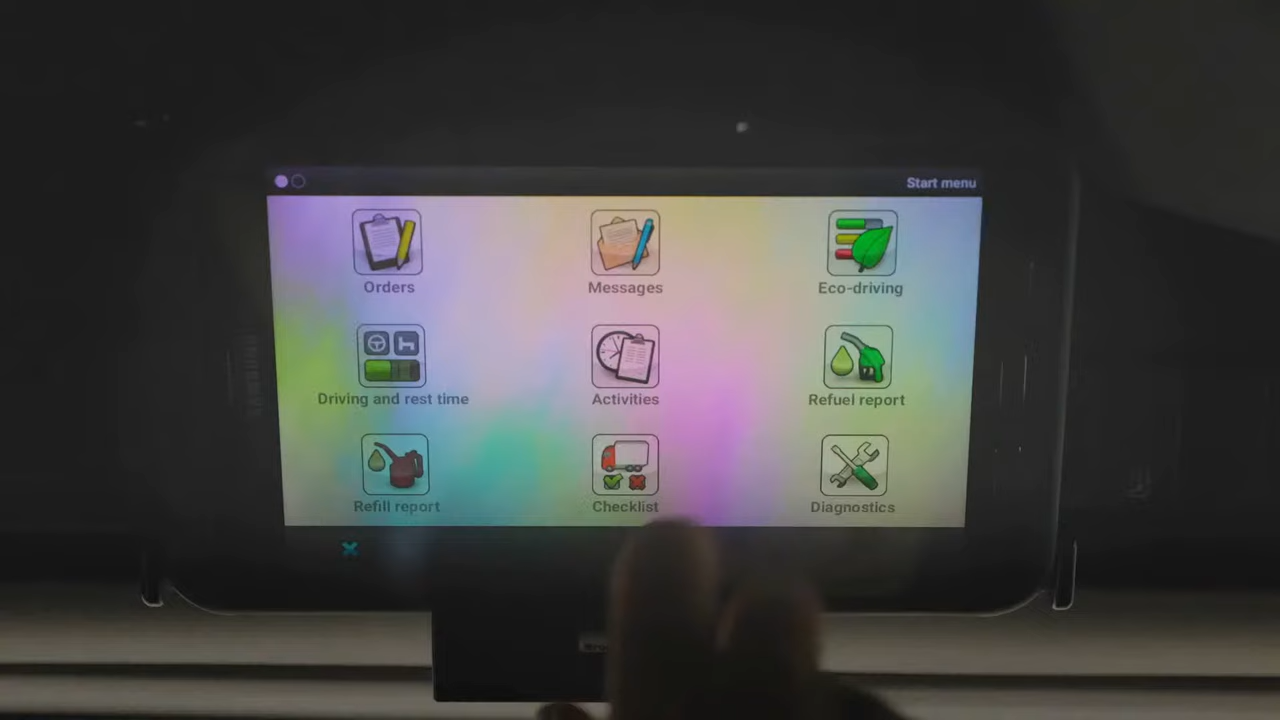 Start menu
Orders
Messages
Eco-driving
Driving and rest time
Activities
Refuel report
Refill report
Checklist
Diagnostics